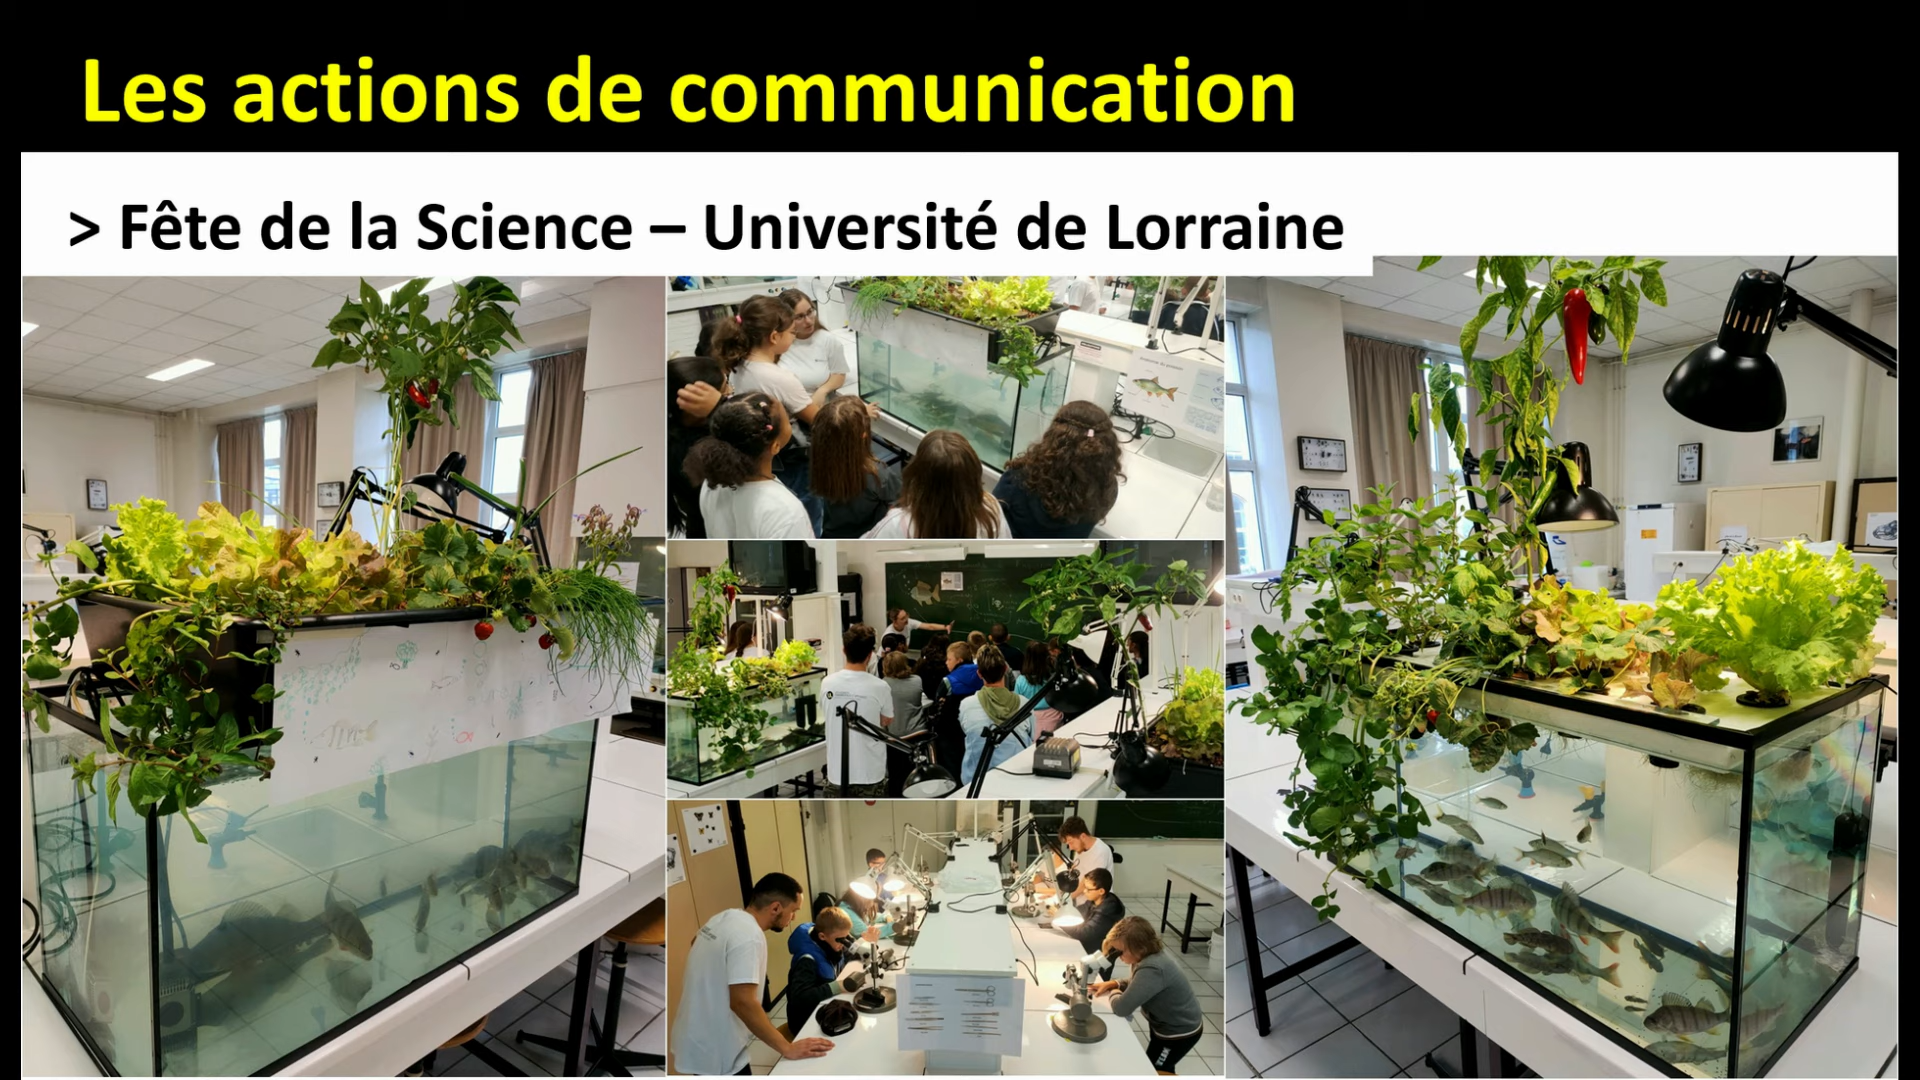 Les actions de communication
> Fête de la Science – Université de Lorraine